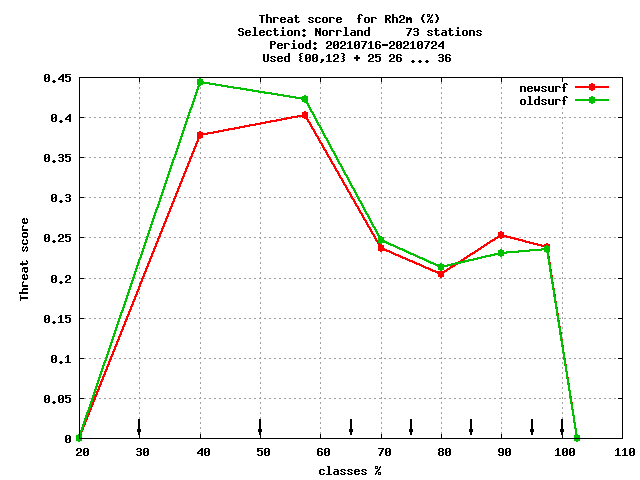 Threat score  for Rh2m (%)
Selection: Norrland     73 stations
Period: 20210716-20210724
Used {00,12} + 25 26 ... 36
newsurf
oldsurf
0.45
0.4
0.35
0.3
0.25
0.2
0.15
0.1
0.05
0
Threat score
20 30 40 50 60 70 80 90 100 110
classes %